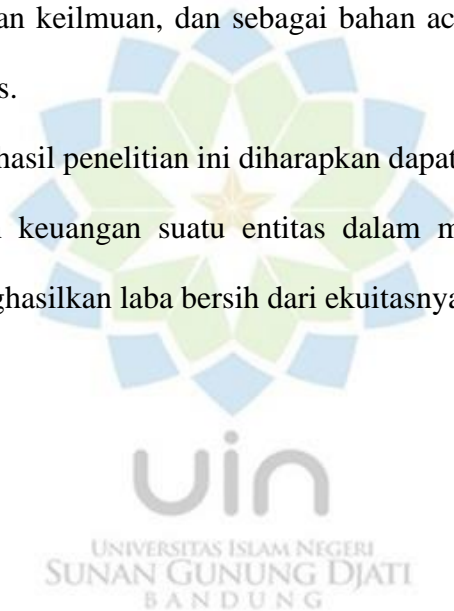 an keilmuan, dan sebagai bahan ac
s.
hasil penelitian ini diharapkan dapat
keuangan suatu entitas dalam m
ghasilkan laba bersih dari ekuitasnya
uin
UNIVERSITAS ISLAM NEGERI
SUNAN GUNUNG DJATI
BANDUNG